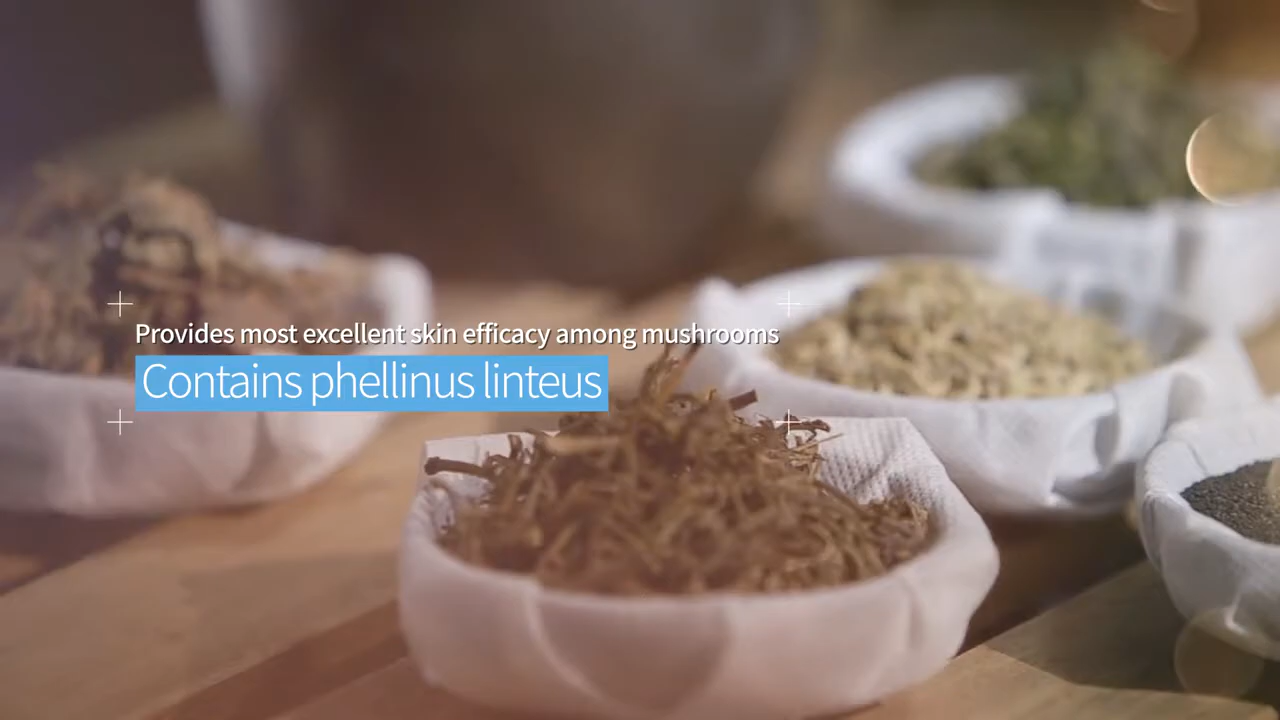 Provides most excellent skin efficacy among mushrooms
Contains phellinus linteus